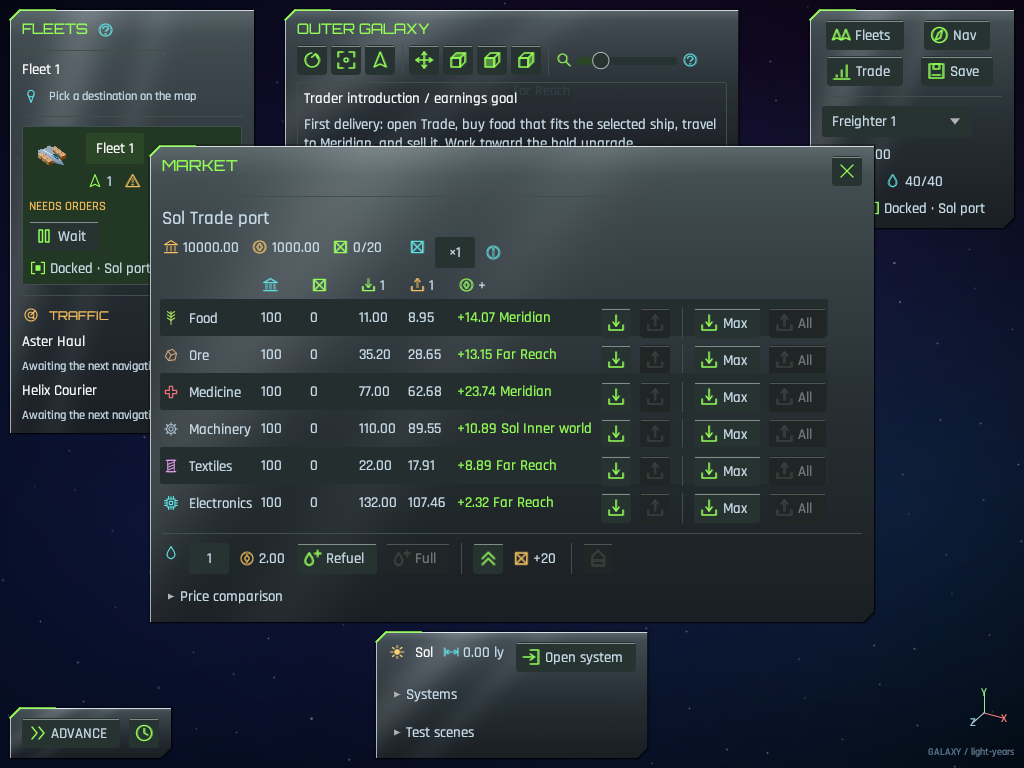 FLEETS
Fleet 1
Pick a destination on the map
Fleet 1
1
NEEDS ORDERS
Wait
Docked · Sol port
TRAFFIC
Aster Haul
Awaiting the next navigati
Helix Courier
Awaiting the next navigati
OUTER GALAXY
Far Reach
Trader introduction / earnings goal
First delivery: open Trade, buy food that fits the selected ship, travel
to Meridian, and sell it. Work toward the hold upgrade.
Fleets
Nav
Trade
Save
Freighter 1
00
40/40
Docked · Sol port
MARKET
Sol Trade port
10000.00 1000.00 0/20 ×1
1 1 +
Food 100 0 11.00 8.95 +14.07 Meridian Max All
Ore 100 0 35.20 28.65 +13.15 Far Reach Max All
Medicine 100 0 77.00 62.68 +23.74 Meridian Max All
Machinery 100 0 110.00 89.55 +10.89 Sol Inner world Max All
Textiles 100 0 22.00 17.91 +8.89 Far Reach Max All
Electronics 100 0 132.00 107.46 +2.32 Far Reach Max All
1 2.00 Refuel Full +20
Price comparison
Sol 0.00 ly Open system
Systems
Test scenes
ADVANCE
Y
Z X
GALAXY / light-years